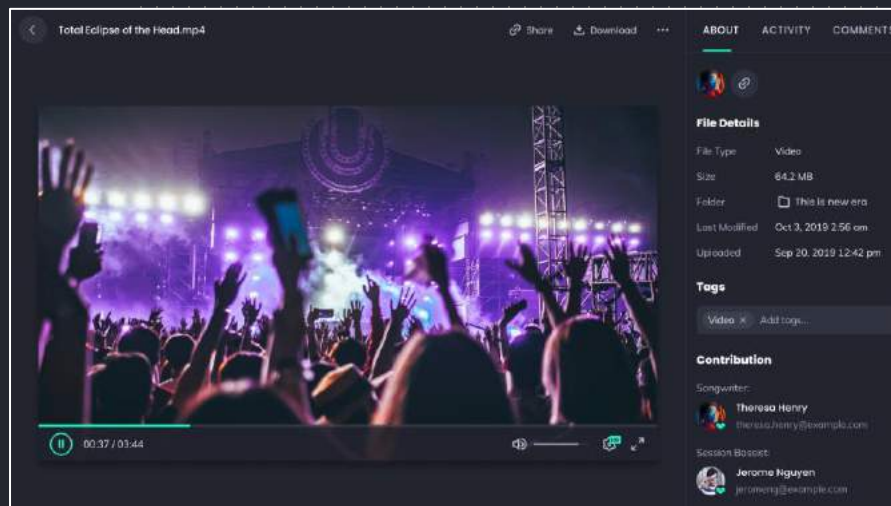 Total Eclipse of the Head.mp4
Share
Download
ABOUT
ACTIVITY
COMMENTS
File Details
File Type Video
Size 64.2 MB
Folder This is new era
Last Modified Oct 3, 2019 2:56 am
Uploaded Sep 20, 2019 12:42 pm
Tags
Video × Add tags...
Contribution
Songwriter:
Theresa Henry
theresa.henry@example.com
Session Bassist:
Jerome Nguyen
jeromeng@example.com
00:37 / 03:44